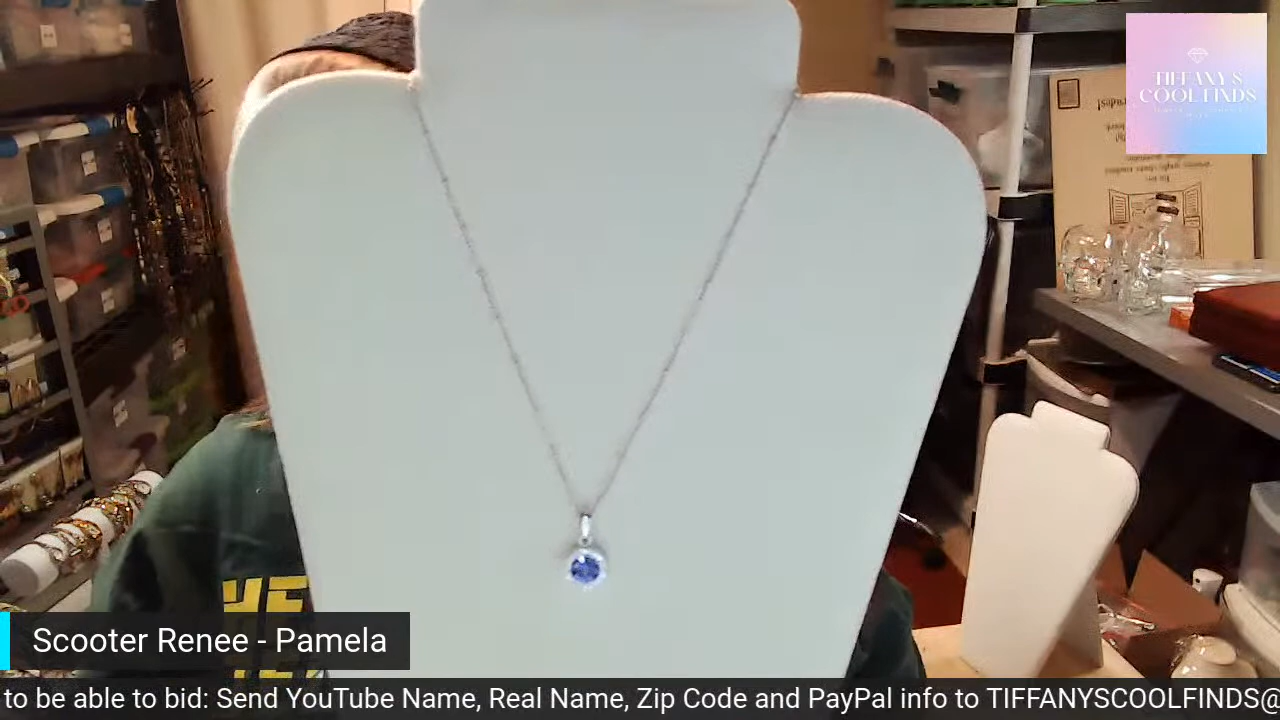 TIFFANY'S
COOL FINDS
HE
Scooter Renee - Pamela
to be able to bid: Send YouTube Name, Real Name, Zip Code and PayPal info to TIFFANYSCOOLFINDS@